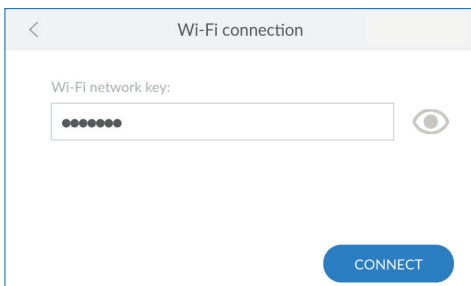 Wi-Fi connection
Wi-Fi network key:
●●●●●●●
CONNECT